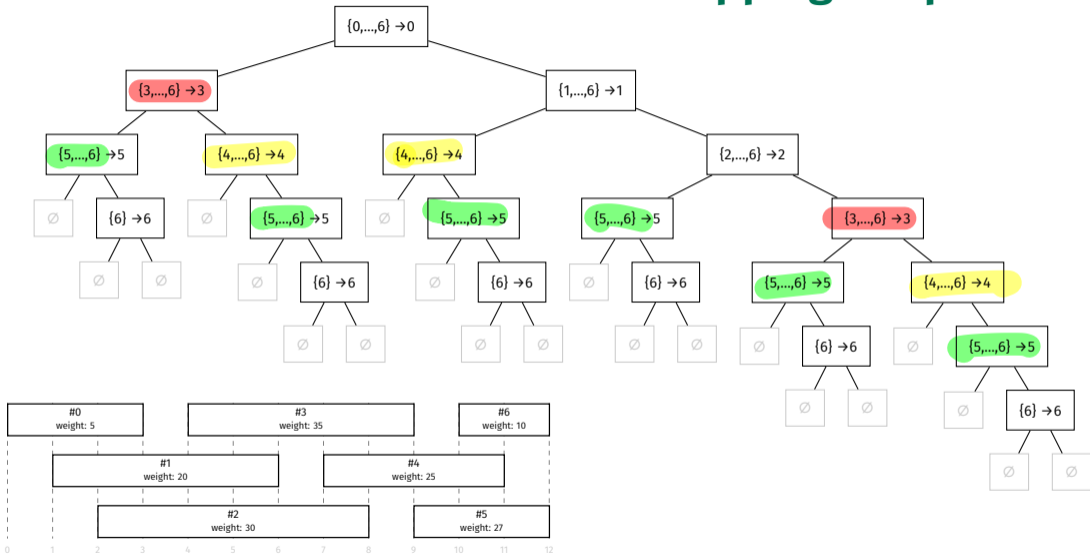 pping
{0,...,6} →0
{3,...,6} →3 {1,...,6} →1
{5,...,6} →5 {4,...,6} →4 {4,...,6} →4 {2,...,6} →2
∅ {6} →6 ∅ {5,...,6} →5 ∅ {5,...,6} →5 {5,...,6} →5 {3,...,6} →3
∅ ∅ ∅ {6} →6 ∅ {6} →6 ∅ {6} →6 {5,...,6} →5 {4,...,6} →4
∅ ∅ ∅ ∅ ∅ ∅ ∅ {6} →6 ∅ {5,...,6} →5
∅ ∅ ∅ {6} →6
∅ ∅
#0 #3 #6
weight: 5 weight: 35 weight: 10
#1 #4
weight: 20 weight: 25
#2 #5
weight: 30 weight: 27
0 1 2 3 4 5 6 7 8 9 10 11 12